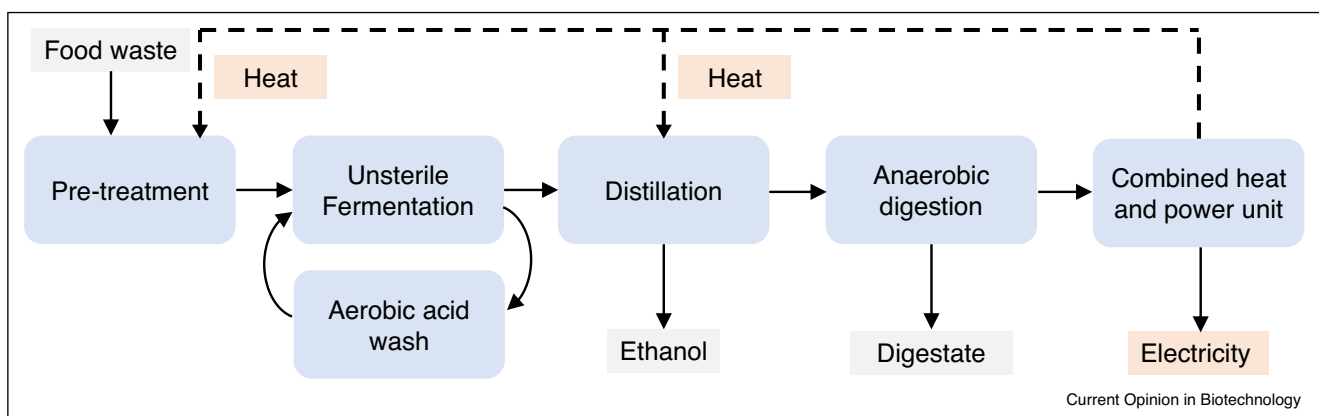 Food waste
Heat
Heat
Pre-treatment
Unsterile
Fermentation
Distillation
Anaerobic
digestion
Combined heat
and power unit
Aerobic acid
wash
Ethanol
Digestate
Electricity
Current Opinion in Biotechnology